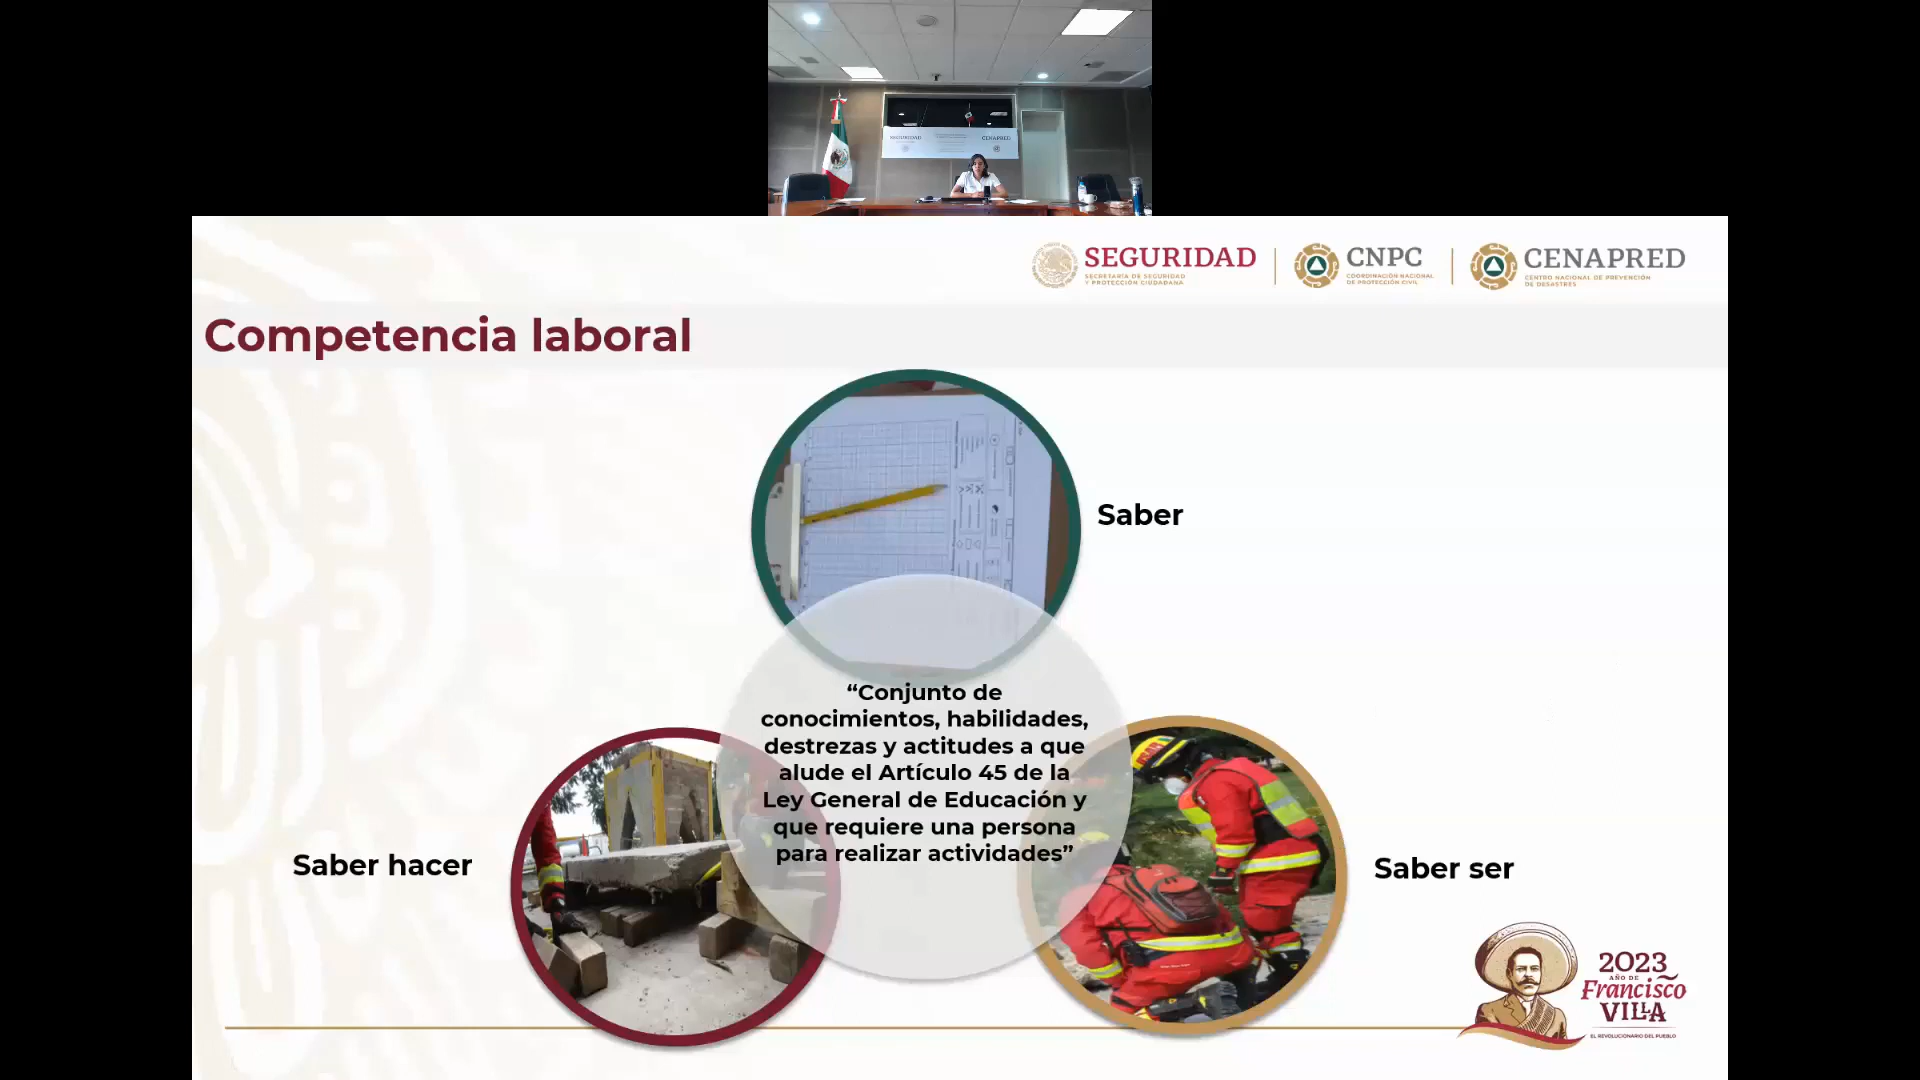 SEGURIDAD
CENAPRED
SEGURIDAD
SECRETARÍA DE SEGURIDAD
Y PROTECCIÓN CIUDADANA
CNPC
COORDINACIÓN NACIONAL
DE PROTECCIÓN CIVIL
CENAPRED
CENTRO NACIONAL DE PREVENCIÓN
DE DESASTRES
Competencia laboral
Saber
“Conjunto de
conocimientos, habilidades,
destrezas y actitudes a que
alude el Artículo 45 de la
Ley General de Educación y
que requiere una persona
para realizar actividades”
Saber hacer
Saber ser
2023
AÑO DE
Francisco
VILLA
EL REVOLUCIONARIO DEL PUEBLO